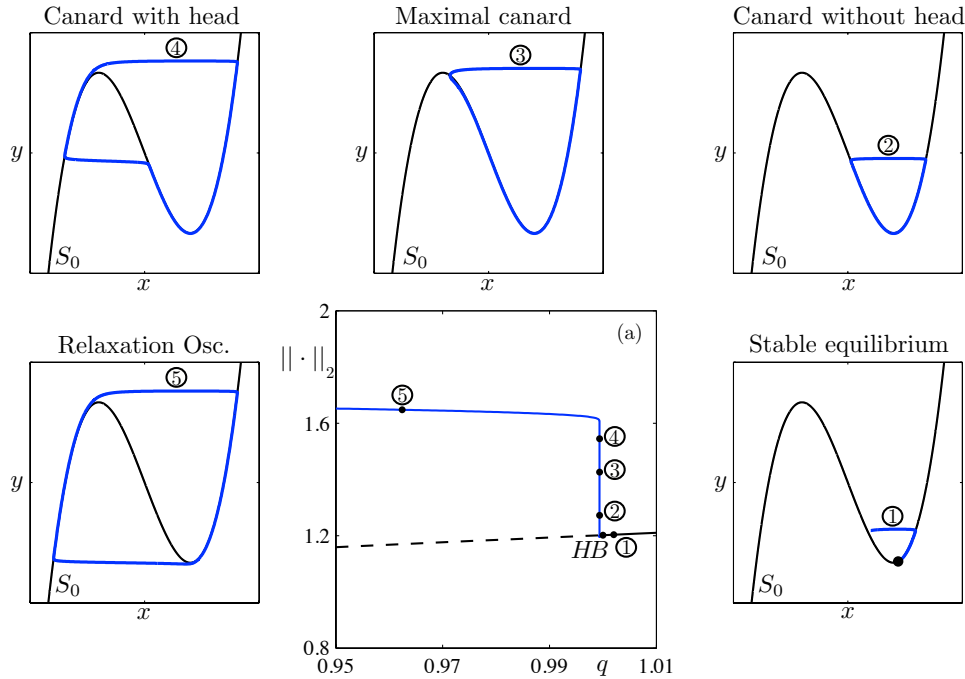 Canard with head
④
y
S₀
x
Maximal canard
③
y
S₀
x
Canard without head
②
y
S₀
x
Relaxation Osc.
⑤
y
S₀
x
|| · ||₂
(a)
2
1.6
1.2
0.8
⑤
④
③
②
HB
①
0.95
0.97
0.99
q
1.01
Stable equilibrium
①
y
S₀
x